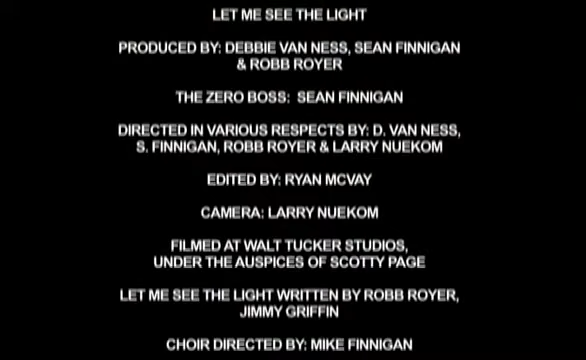 LET ME SEE THE LIGHT
PRODUCED BY: DEBBIE VAN NESS, SEAN FINNIGAN
& ROBB ROYER
THE ZERO BOSS: SEAN FINNIGAN
DIRECTED IN VARIOUS RESPECTS BY: D. VAN NESS,
S. FINNIGAN, ROBB ROYER & LARRY NUEKOM
EDITED BY: RYAN MCVAY
CAMERA: LARRY NUEKOM
FILMED AT WALT TUCKER STUDIOS,
UNDER THE AUSPICES OF SCOTTY PAGE
LET ME SEE THE LIGHT WRITTEN BY ROBB ROYER,
JIMMY GRIFFIN
CHOIR DIRECTED BY: MIKE FINNIGAN